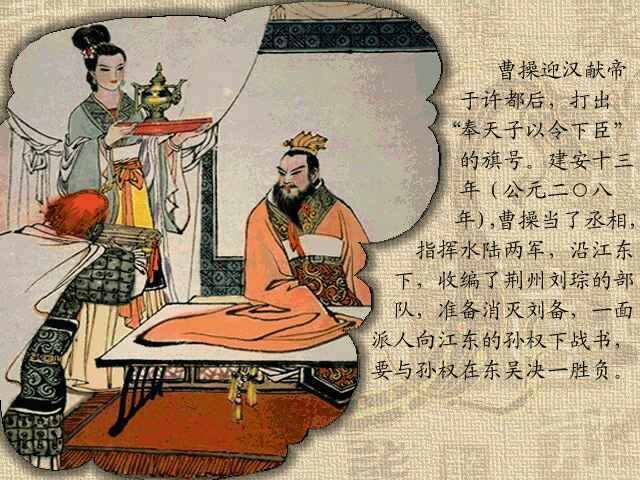 曹操迎汉献帝
于许都后，打出
“奉天子以令下臣”
的旗号。建安十三
年（公元二〇八
年），曹操当了丞相，
指挥水陆两军，沿江东
下，收编了荆州刘琮的部
队，准备消灭刘备，一面
派人向江东的孙权下战书，
要与孙权在东吴决一胜负。